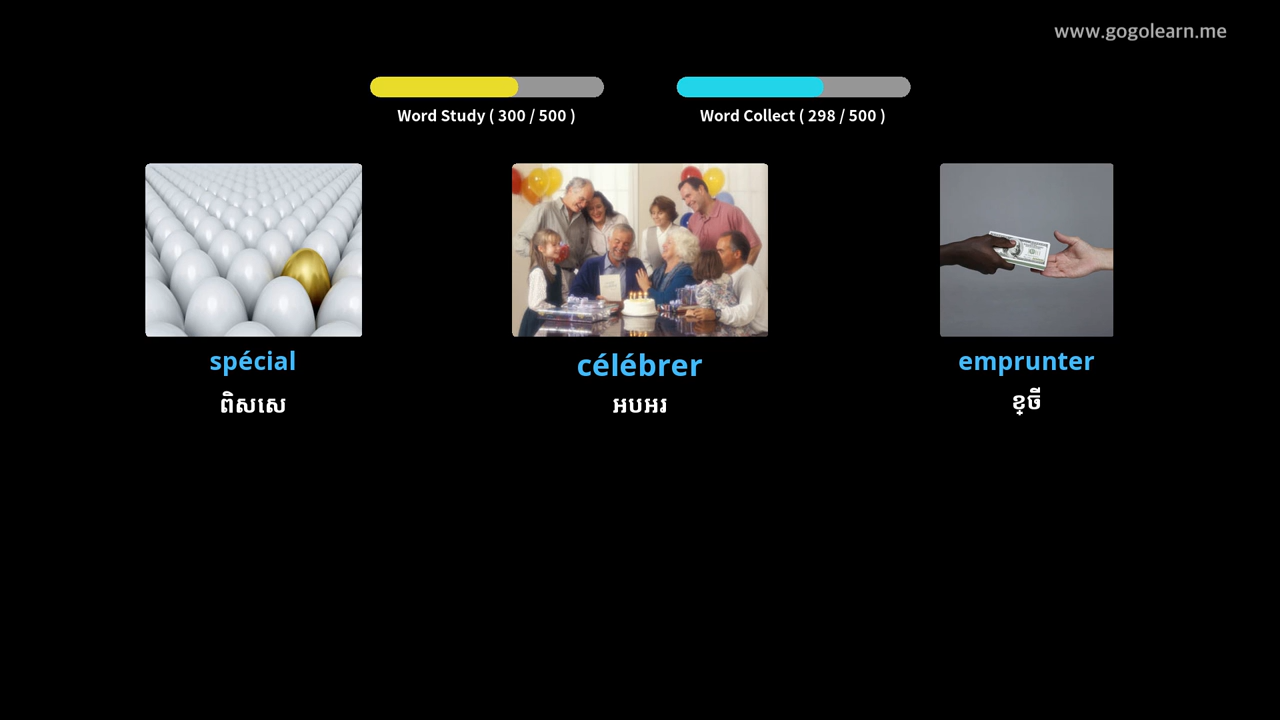 www.gogolearn.me
Word Study ( 300 / 500 )
Word Collect ( 298 / 500 )
spécial
célébrer
emprunter
ពិសសេ
អបអរ
ខ្ចី